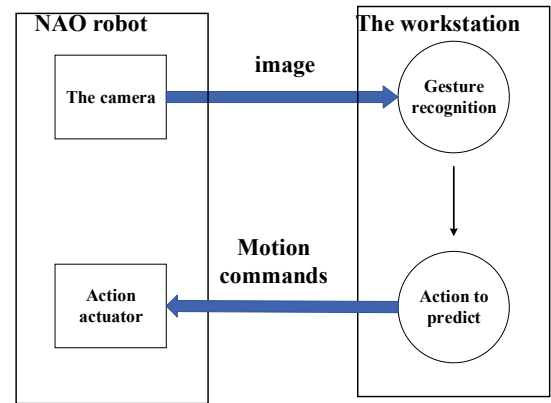 NAO robot
The workstation
The camera
image
Gesture
recognition
Motion
commands
Action
actuator
Action to
predict